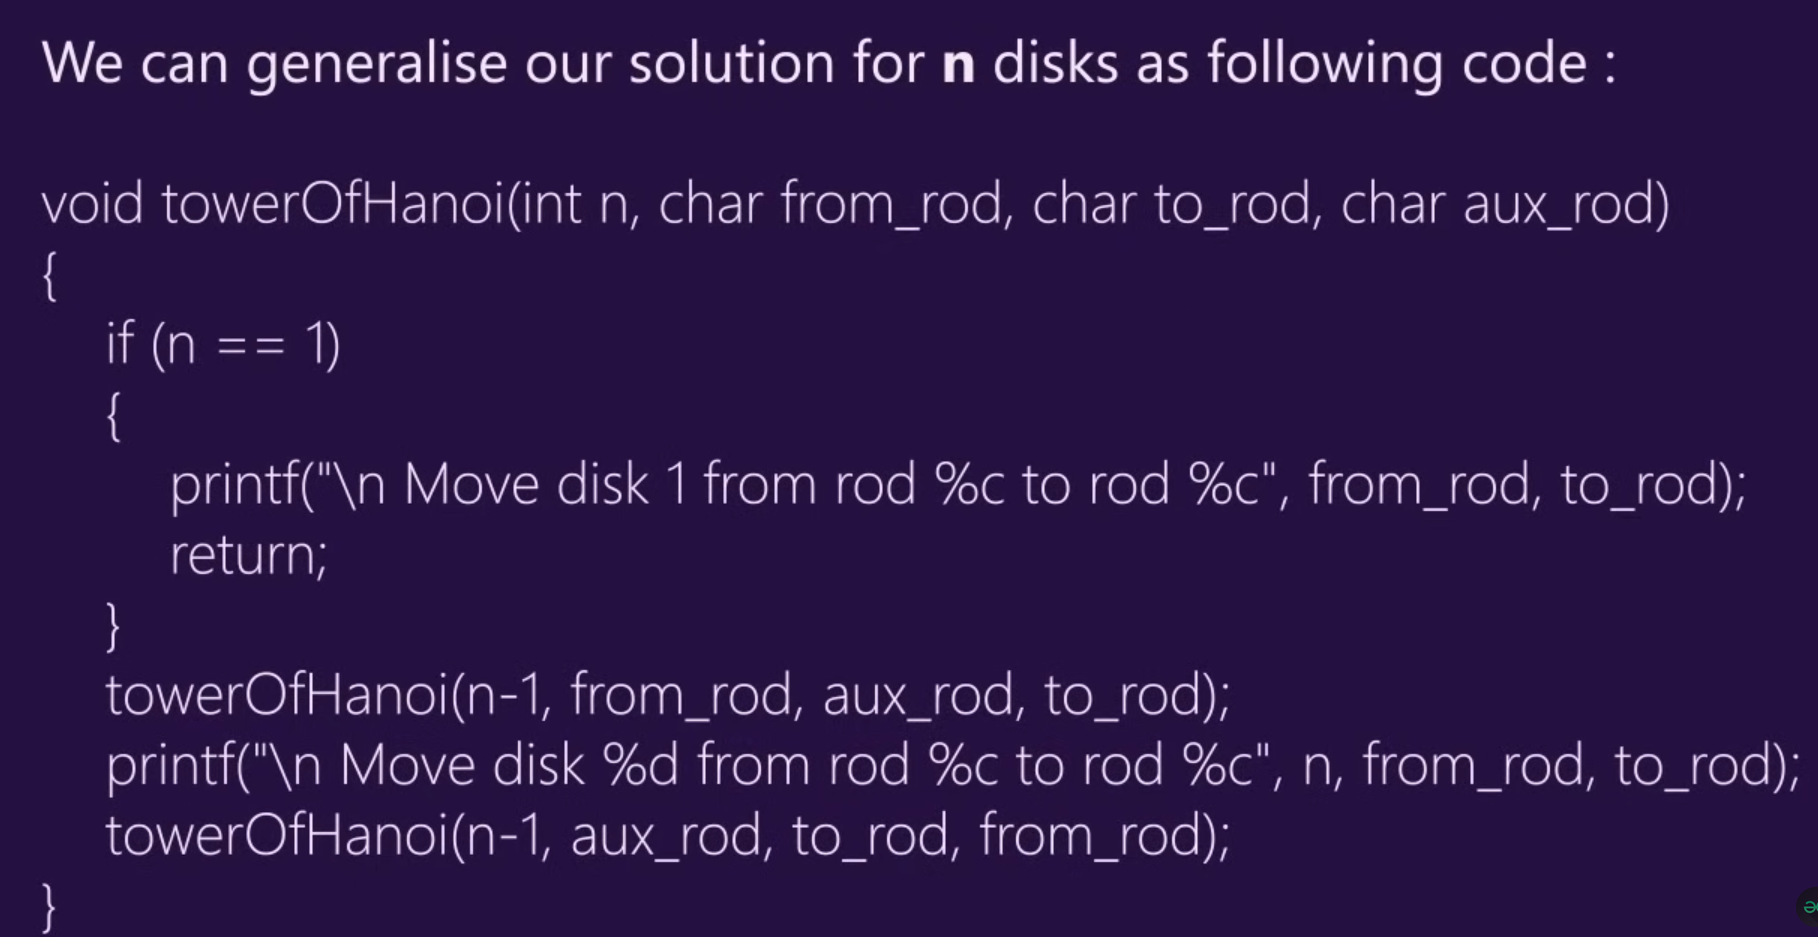 We can generalise our solution for n disks as following code :
void towerOfHanoi(int n, char from_rod, char to_rod, char aux_rod)
{
if (n == 1)
{
printf("\n Move disk 1 from rod %c to rod %c", from_rod, to_rod);
return;
}
towerOfHanoi(n-1, from_rod, aux_rod, to_rod);
printf("\n Move disk %d from rod %c to rod %c", n, from_rod, to_rod);
towerOfHanoi(n-1, aux_rod, to_rod, from_rod);
}